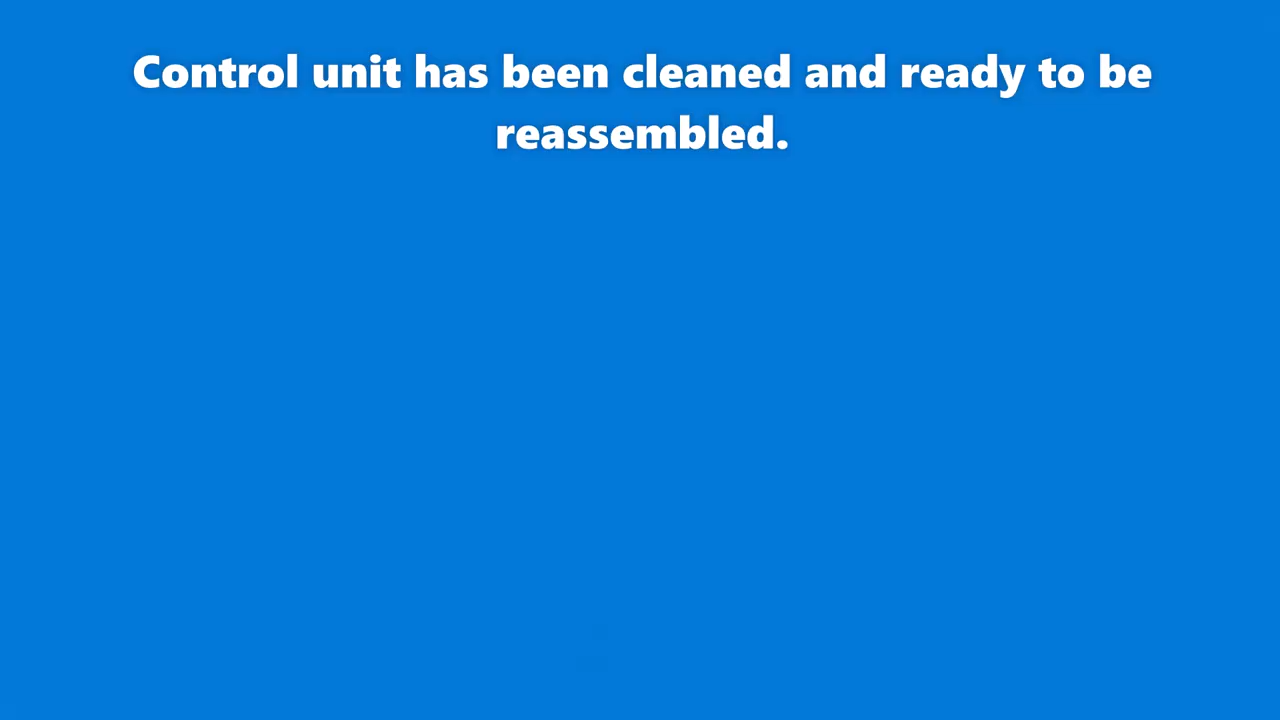 Control unit has been cleaned and ready to be
reassembled.